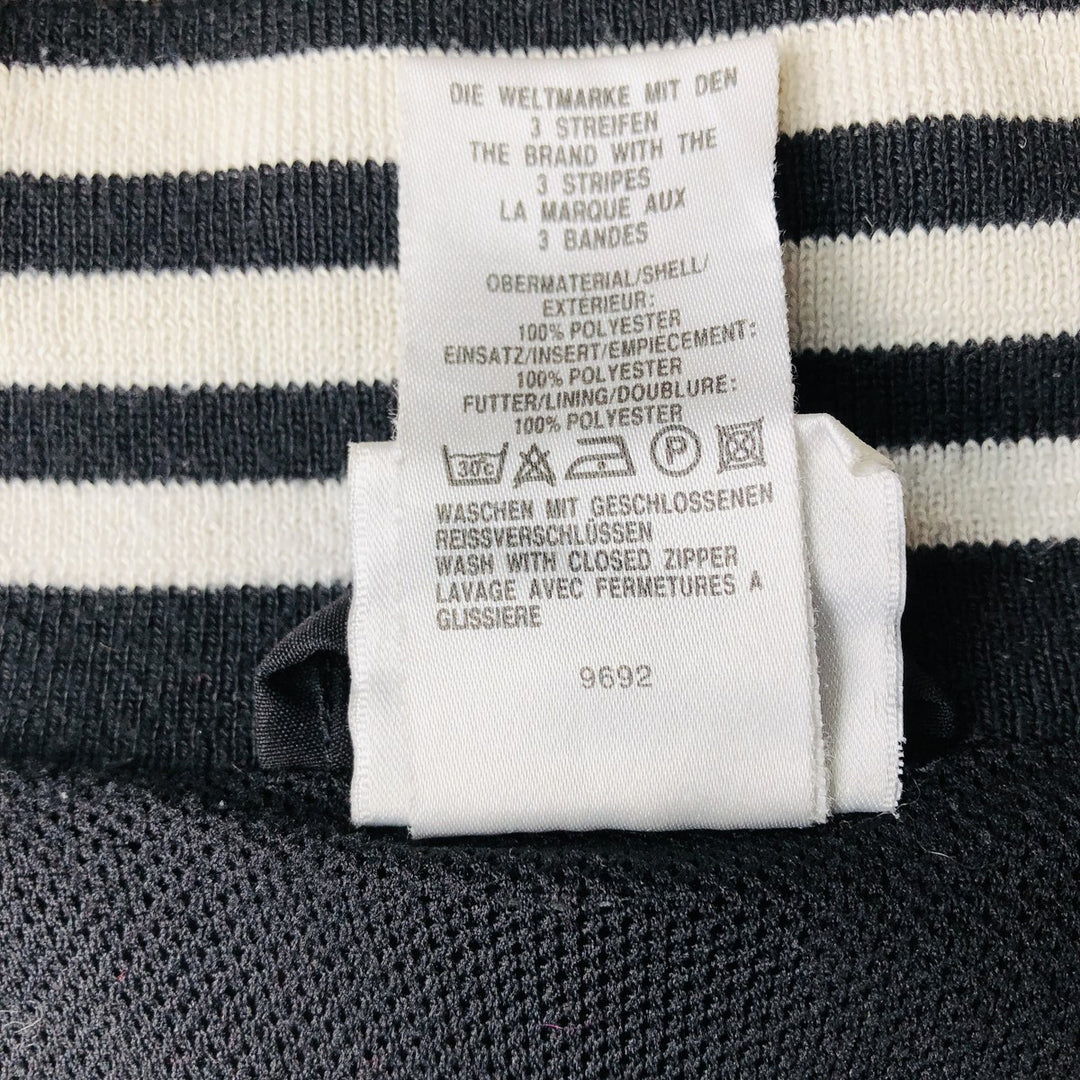 DIE WELTMARKE MIT DEN
3 STREIFEN
THE BRAND WITH THE
3 STRIPES
LA MARQUE AUX
3 BANDES
OBERMATERIAL/SHELL/
EXTERIEUR:
100% POLYESTER
EINSATZ/INSERT/EMPIECEMENT:
100% POLYESTER
FUTTER/LINING/DOUBLURE:
100% POLYESTER
30°C P
WASCHEN MIT GESCHLOSSENEN
REISSVERSCHLÜSSEN
WASH WITH CLOSED ZIPPER
LAVAGE AVEC FERMETURES A
GLISSIERE
9692